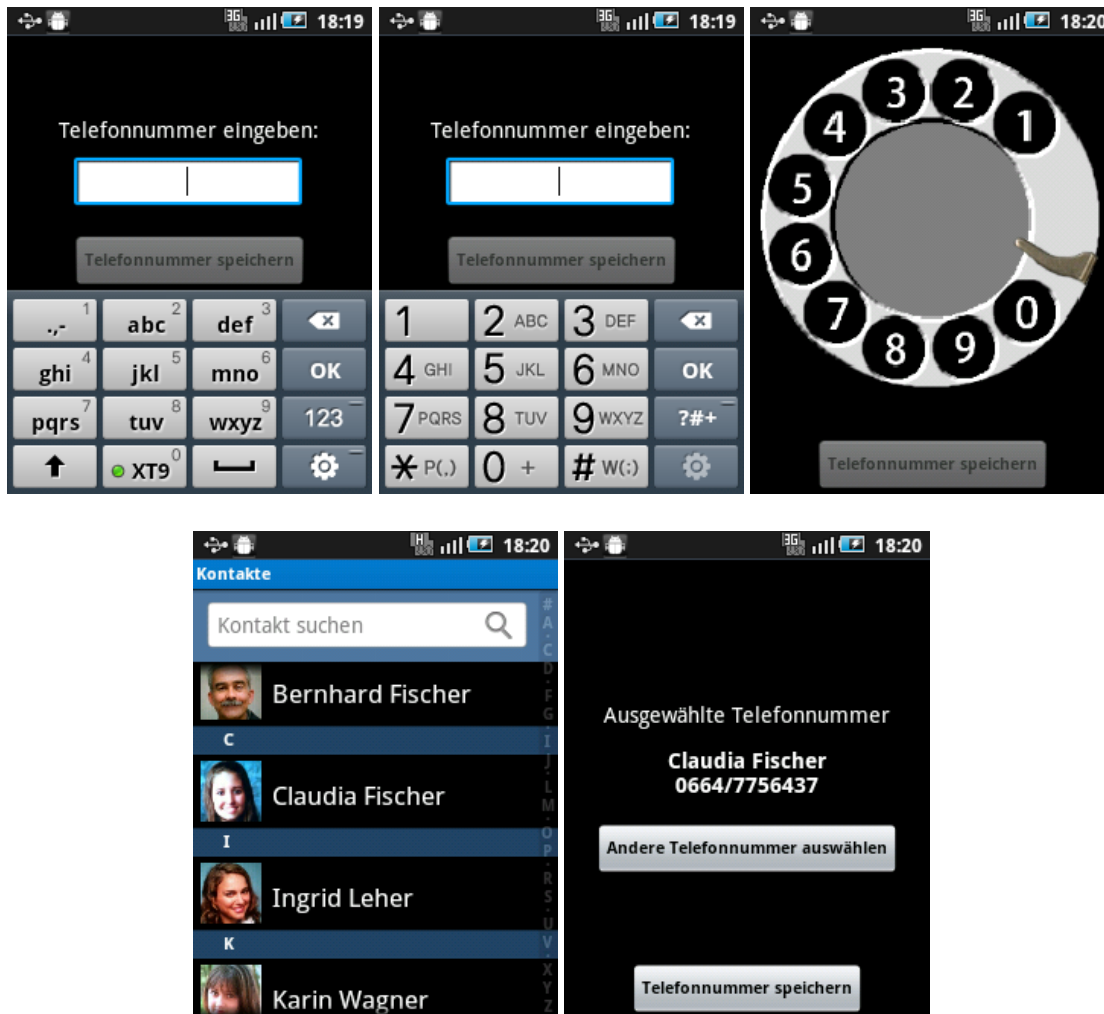 18:19
Telefonnummer eingeben:
Telefonnummer speichern
.,- 1 abc 2 def 3
ghi 4 jkl 5 mno 6 OK
pqrs 7 tuv 8 wxyz 9 123
XT9 0
18:19
Telefonnummer eingeben:
Telefonnummer speichern
1 2 ABC 3 DEF
4 GHI 5 JKL 6 MNO OK
7 PQRS 8 TUV 9 WXYZ ?#+
* P(,) 0 + # W(;)
3G 18:20
1 2 3 4 5 6 7 8 9 0
Telefonnummer speichern
H 18:20
Kontakte
Kontakt suchen
Bernhard Fischer
C
Claudia Fischer
I
Ingrid Leher
K
Karin Wagner
# A · C D · F G · I J · L M · O P · R S · U V · X Y Z
3G 18:20
Ausgewählte Telefonnummer
Claudia Fischer
0664/7756437
Andere Telefonnummer auswählen
Telefonnummer speichern